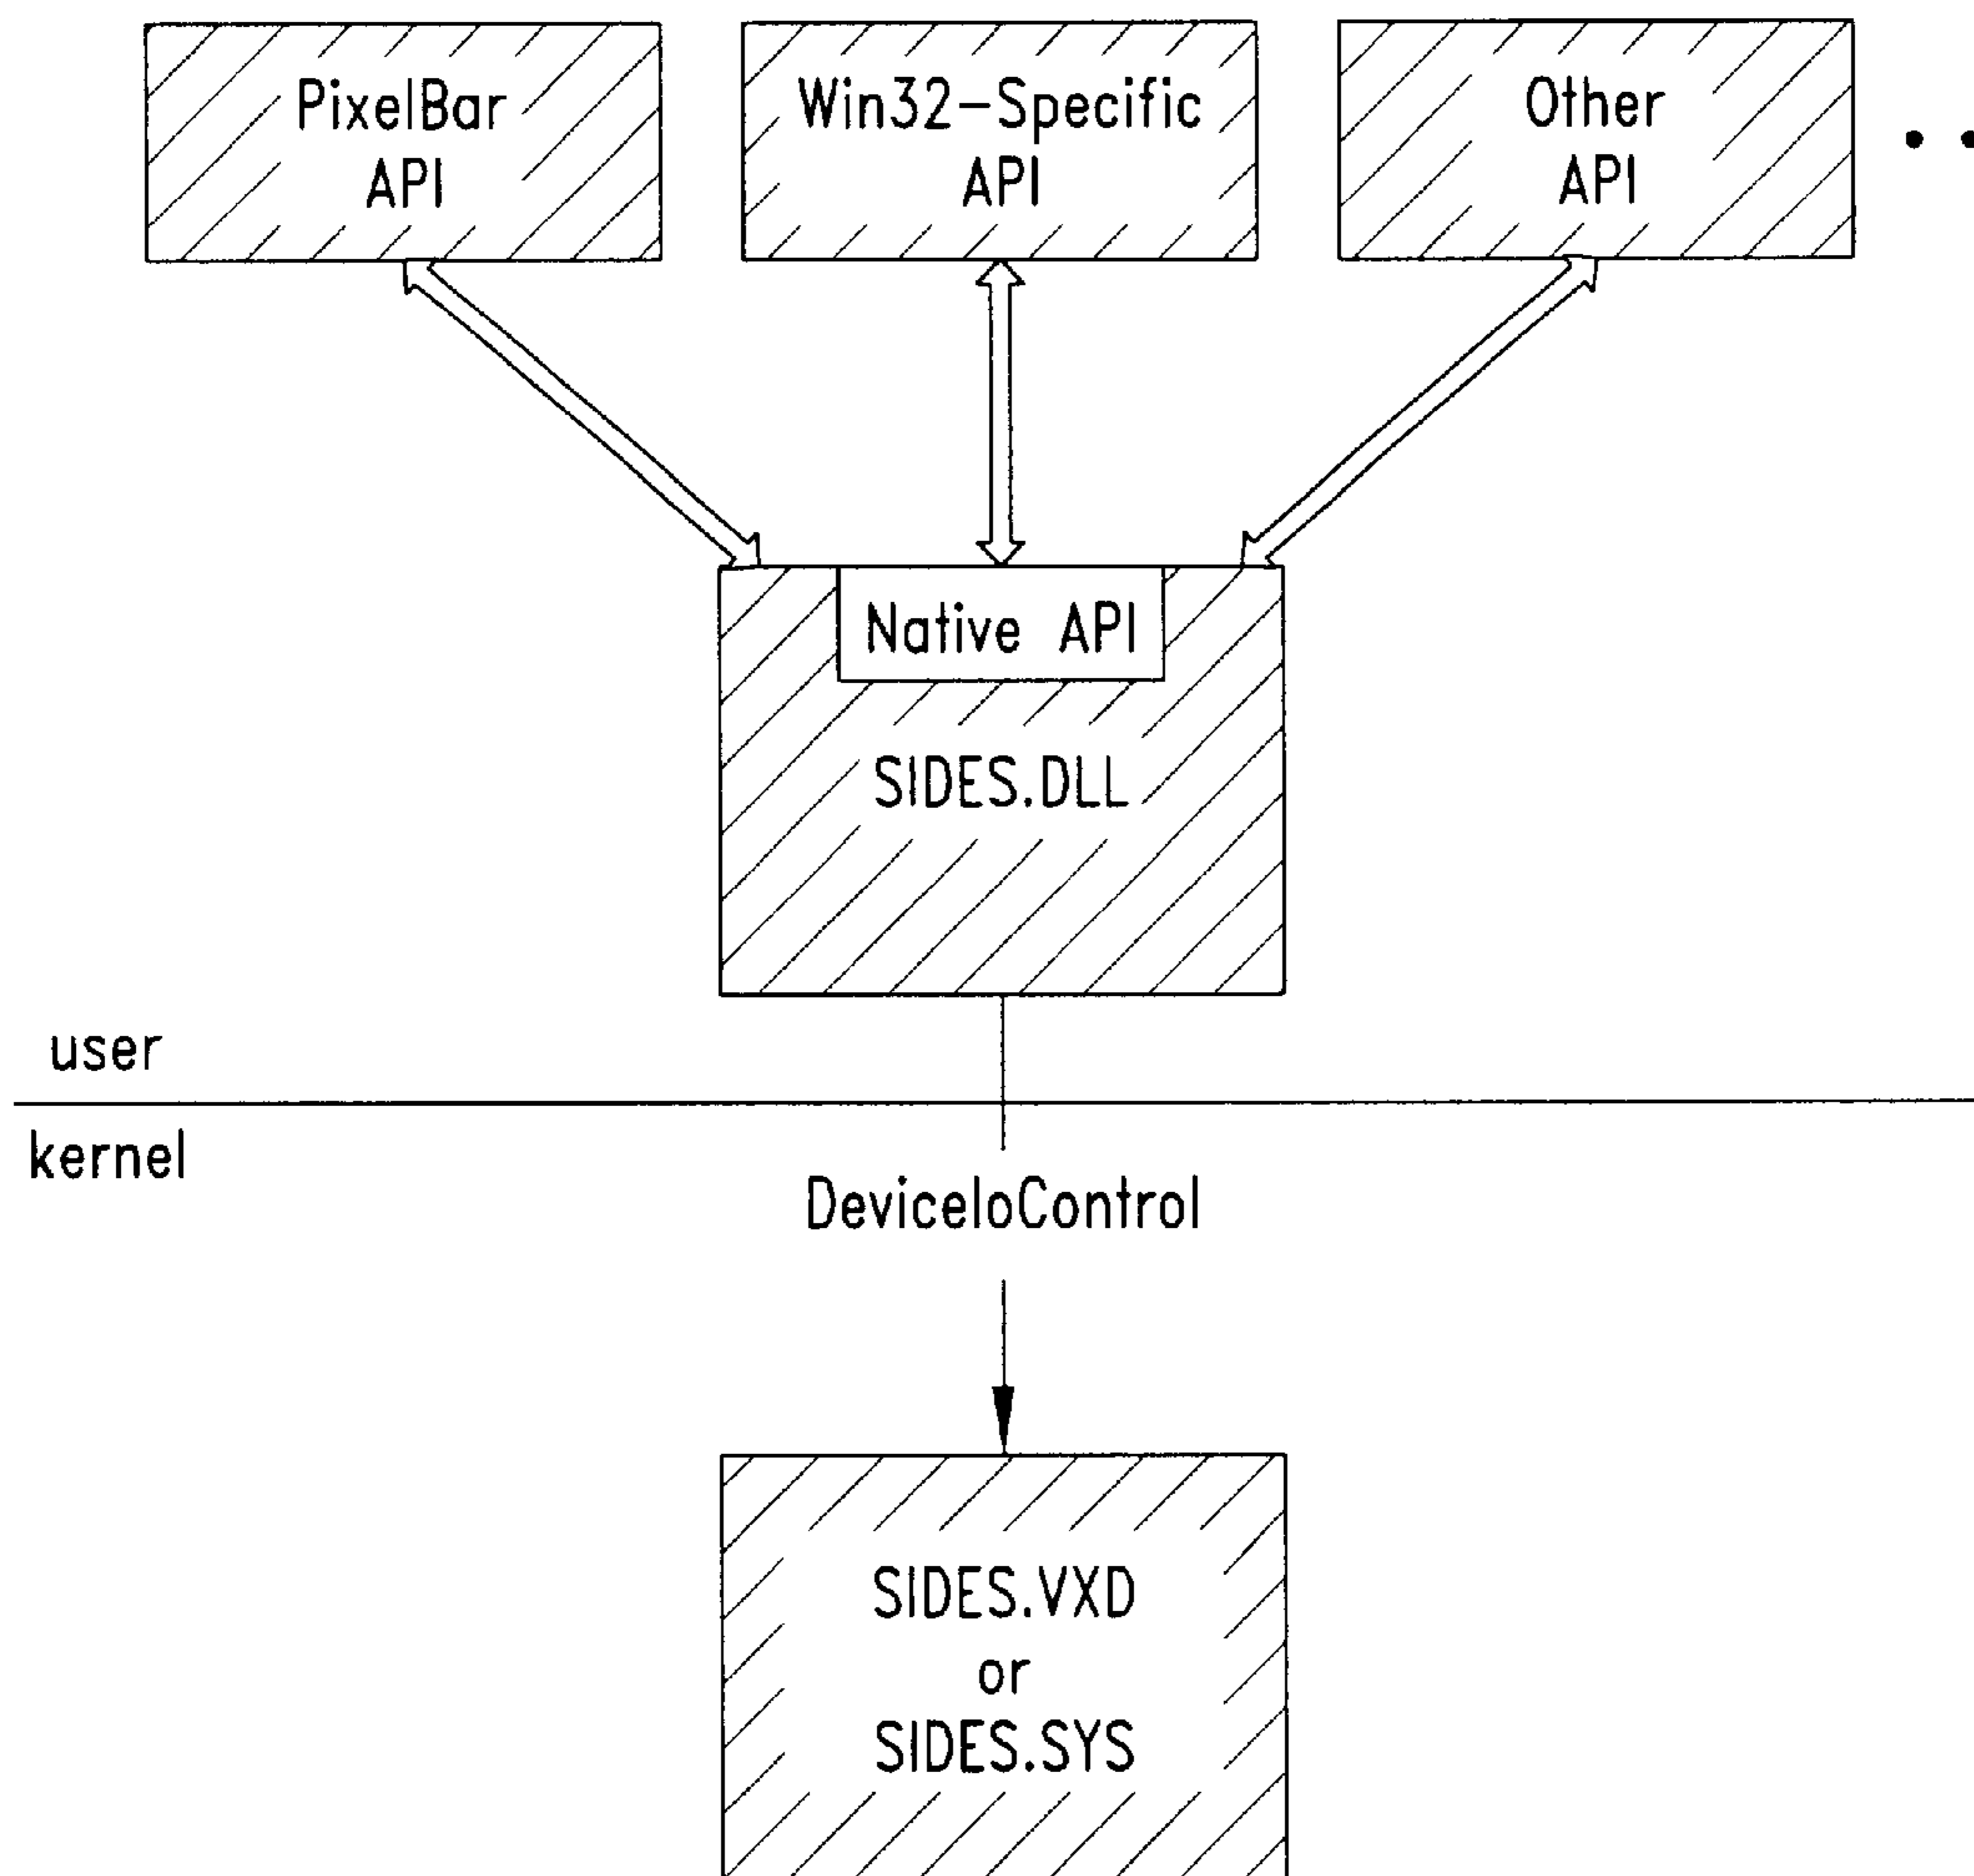 PixelBar
API
Win32-Specific
API
Other
API
Native API
SIDES.DLL
user
kernel
DeviceIoControl
SIDES.VXD
or
SIDES.SYS